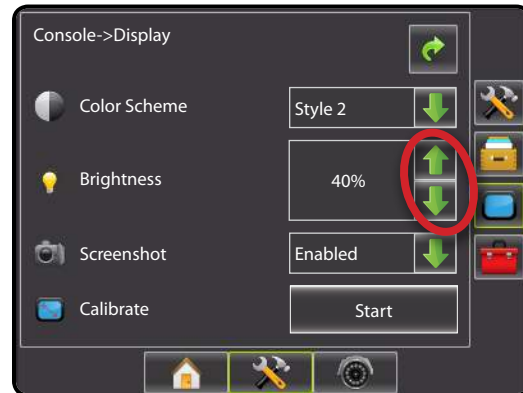 Console->Display
Color Scheme
Style 2
Brightness
40%
Screenshot
Enabled
Calibrate
Start